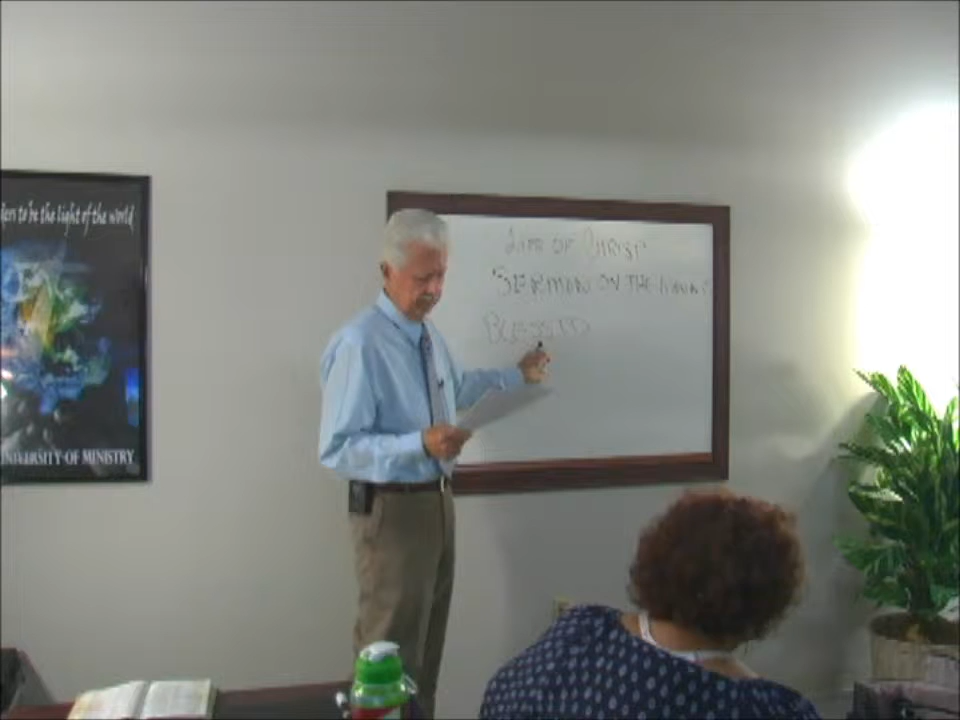 to be the light of the world
UNIVERSITY OF MINISTRY
LIFE OF CHRIST
SERMON ON THE MOUNT
BLESSED